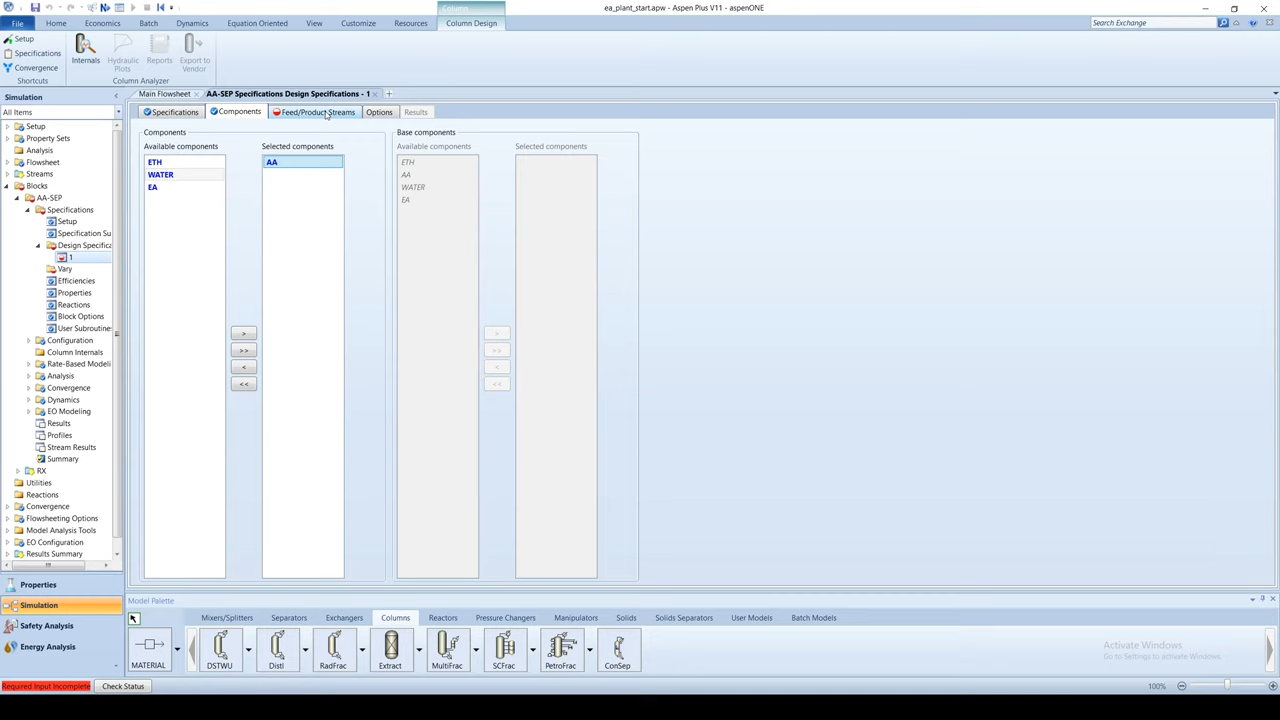 ea_plant_start.apw - Aspen Plus V11 - aspenONE
Column
File Home Economics Batch Dynamics Equation Oriented View Customize Resources Column Design Search Exchange
Setup
Specifications
Convergence
Shortcuts
Internals
Hydraulic Plots
Reports
Export to Vendor
Column Analyzer
Simulation
All Items
Setup
Property Sets
Analysis
Flowsheet
Streams
Blocks
AA-SEP
Specifications
Setup
Specification Su
Design Specifica
1
Vary
Efficiencies
Properties
Reactions
Block Options
User Subroutine
Configuration
Column Internals
Rate-Based Modeli
Analysis
Convergence
Dynamics
EO Modeling
Results
Profiles
Stream Results
Summary
RX
Utilities
Reactions
Convergence
Flowsheeting Options
Model Analysis Tools
EO Configuration
Results Summary
Properties
Simulation
Safety Analysis
Energy Analysis
Main Flowsheet AA-SEP Specifications Design Specifications - 1
Specifications Components Feed/Product Streams Options Results
Components
Available components Selected components
ETH
WATER
EA
AA
>
>>
<
<<
Base components
Available components Selected components
ETH
AA
WATER
EA
>
>>
<
<<
Model Palette
Mixers/Splitters Separators Exchangers Columns Reactors Pressure Changers Manipulators Solids Solids Separators User Models Batch Models
MATERIAL DSTWU Distl RadFrac Extract MultiFrac SCFrac PetroFrac ConSep
Activate Windows
Go to Settings to activate Windows.
Required Input Incomplete Check Status 100%